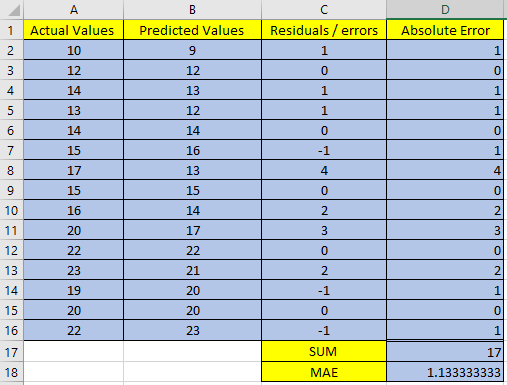 A B C D
1 Actual Values Predicted Values Residuals / errors Absolute Error
2 10 9 1 1
3 12 12 0 0
4 14 13 1 1
5 13 12 1 1
6 14 14 0 0
7 15 16 -1 1
8 17 13 4 4
9 15 15 0 0
10 16 14 2 2
11 20 17 3 3
12 22 22 0 0
13 23 21 2 2
14 19 20 -1 1
15 20 20 0 0
16 22 23 -1 1
17 SUM 17
18 MAE 1.133333333